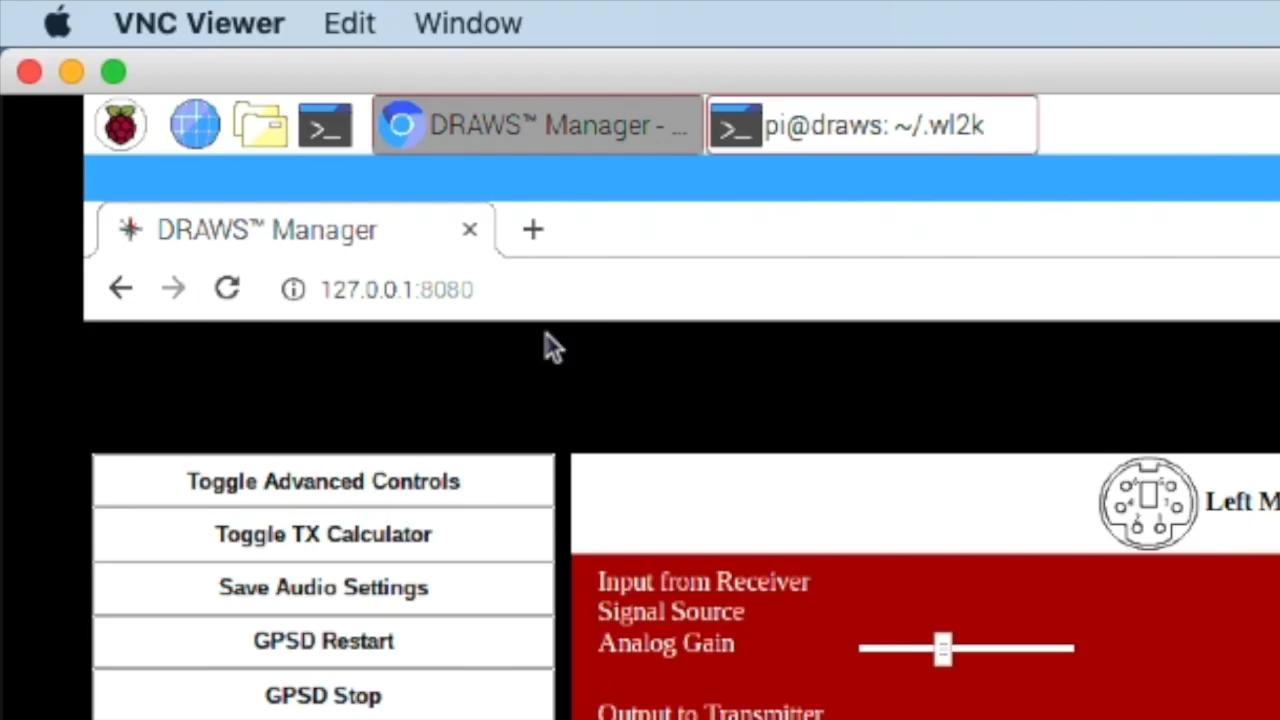 VNC Viewer Edit Window
DRAWS™ Manager - ... pi@draws: ~/.wl2k
DRAWS™ Manager
127.0.0.1:8080
Toggle Advanced Controls
Toggle TX Calculator
Save Audio Settings
GPSD Restart
GPSD Stop
Left M
Input from Receiver
Signal Source
Analog Gain
Output to Transmitter